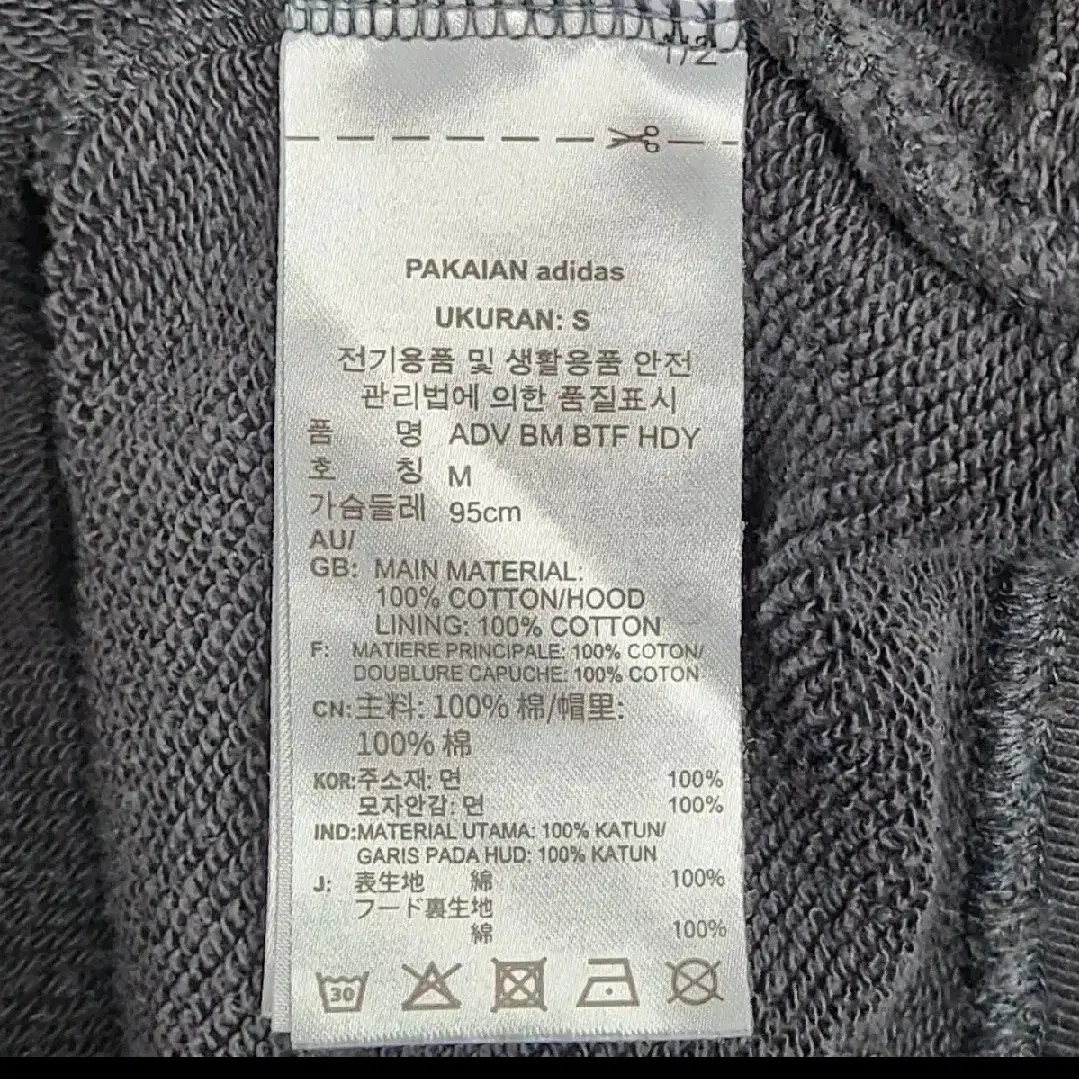 1/2
PAKAIAN adidas
UKURAN: S
전기용품 및 생활용품 안전
관리법에 의한 품질표시
품 명 ADV BM BTF HDY
호 칭 M
가슴둘레 95cm
AU/
GB: MAIN MATERIAL:
100% COTTON/HOOD
LINING: 100% COTTON
F: MATIERE PRINCIPALE: 100% COTON/
DOUBLURE CAPUCHE: 100% COTON
CN: 主料: 100% 棉/帽里:
100% 棉
KOR: 주소재: 면 100%
모자안감: 면 100%
IND: MATERIAL UTAMA: 100% KATUN/
GARIS PADA HUD: 100% KATUN
J: 表生地 綿 100%
フード裏生地
綿 100%
30